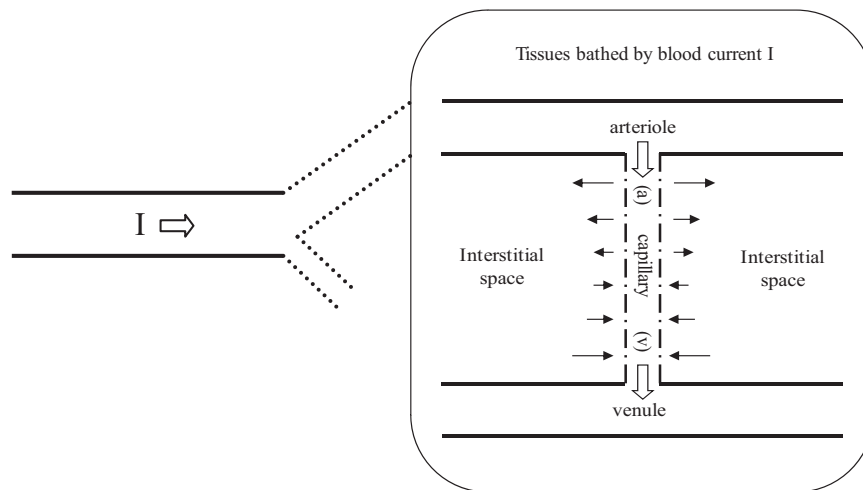 Tissues bathed by blood current I
arteriole
I
(a)
capillary
(v)
Interstitial
space
Interstitial
space
venule